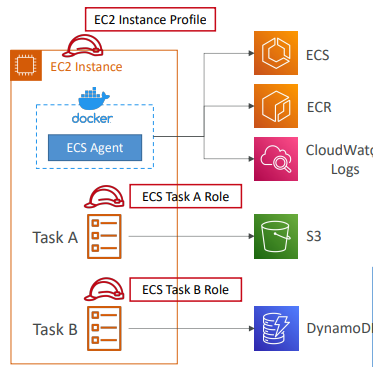 EC2 Instance Profile
EC2 Instance
ECS
docker
ECS Agent
ECR
CloudWatc
Logs
ECS Task A Role
Task A
S3
ECS Task B Role
Task B
DynamoD